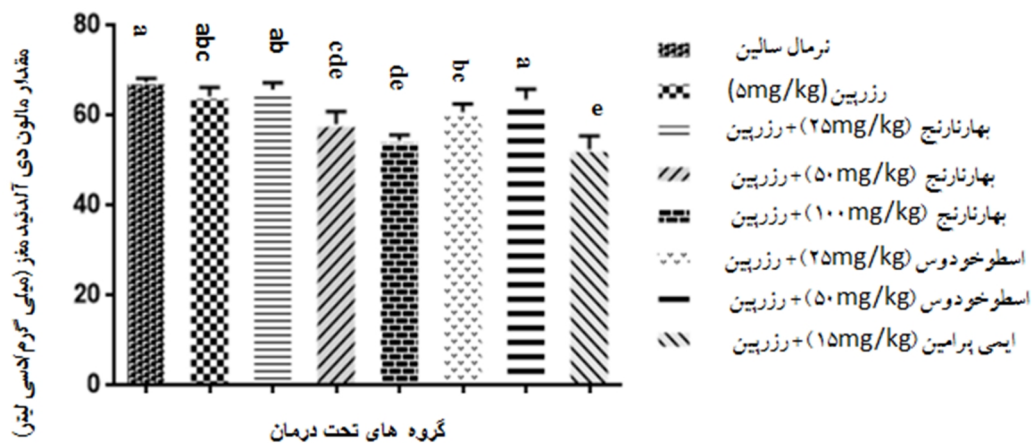 مقدار مالون دی آلدئید مغز (میلی گرم/دسی لیتر)
80
60
40
20
0
a
abc
ab
cde
de
bc
a
e
گروه های تحت درمان
نرمال سالین
رزرپین (۵mg/kg)
بهارنارنج (۲۵mg/kg)+رزرپین
بهارنارنج (۵۰mg/kg)+رزرپین
بهارنارنج (۱۰۰mg/kg)+رزرپین
اسطوخودوس (۲۵mg/kg)+رزرپین
اسطوخودوس (۵۰mg/kg)+رزرپین
ایمی پرامین (۱۵mg/kg)+رزرپین